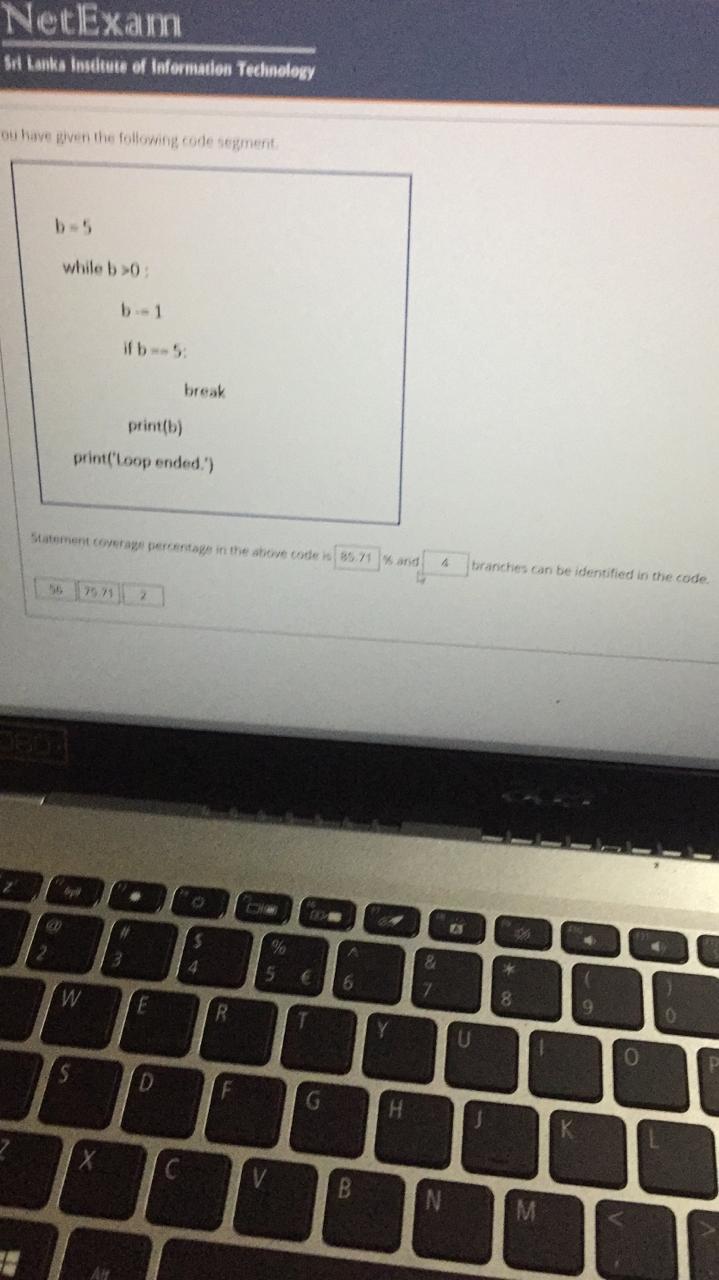 NetExam
Sri Lanka Institute of Information Technology
ou have given the following code segment.
b = 5
while b >0 :
b -= 1
if b == 5:
break
print(b)
print('Loop ended.')
Statement coverage percentage in the above code is 85.71 % and 4 branches can be identified in the code.
56 75.71 2
@ # $ % ^ & * ( )
2 3 4 5 € 6 7 8 9 0
W E R T Y U I O P
S D F G H J K L
Z X C V B N M < >
Alt